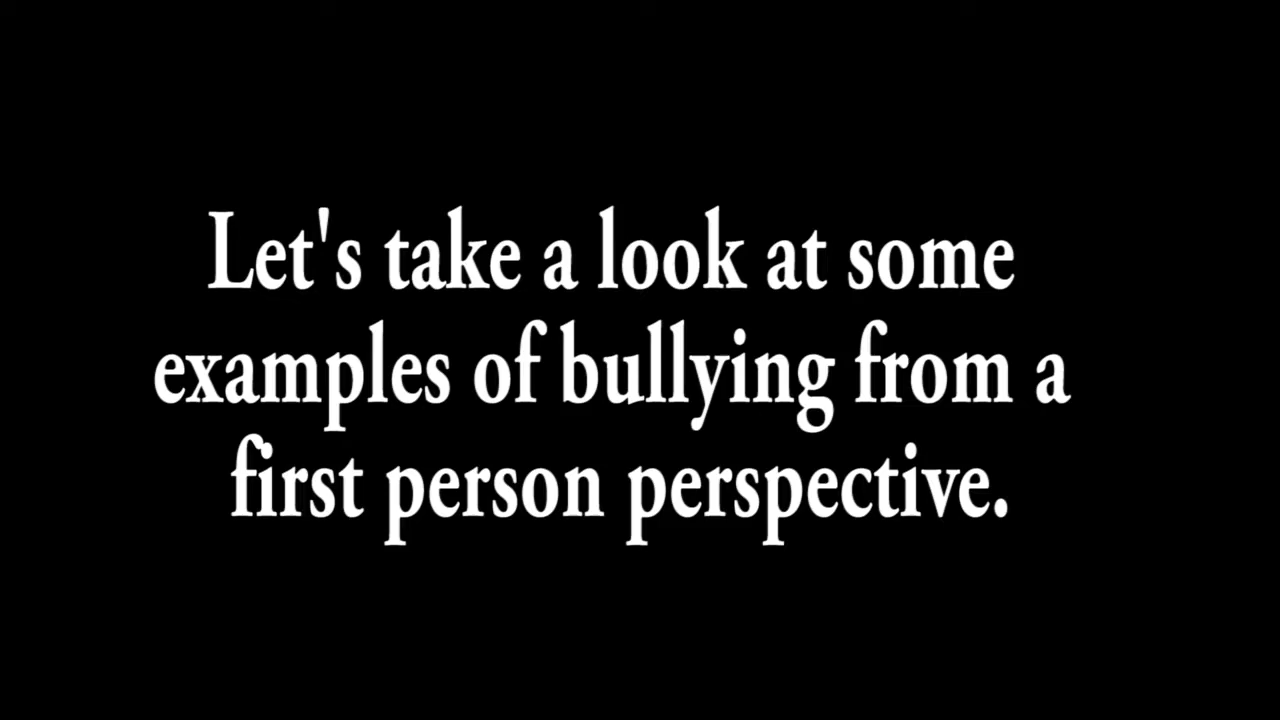 Let's take a look at some
examples of bullying from a
first person perspective.